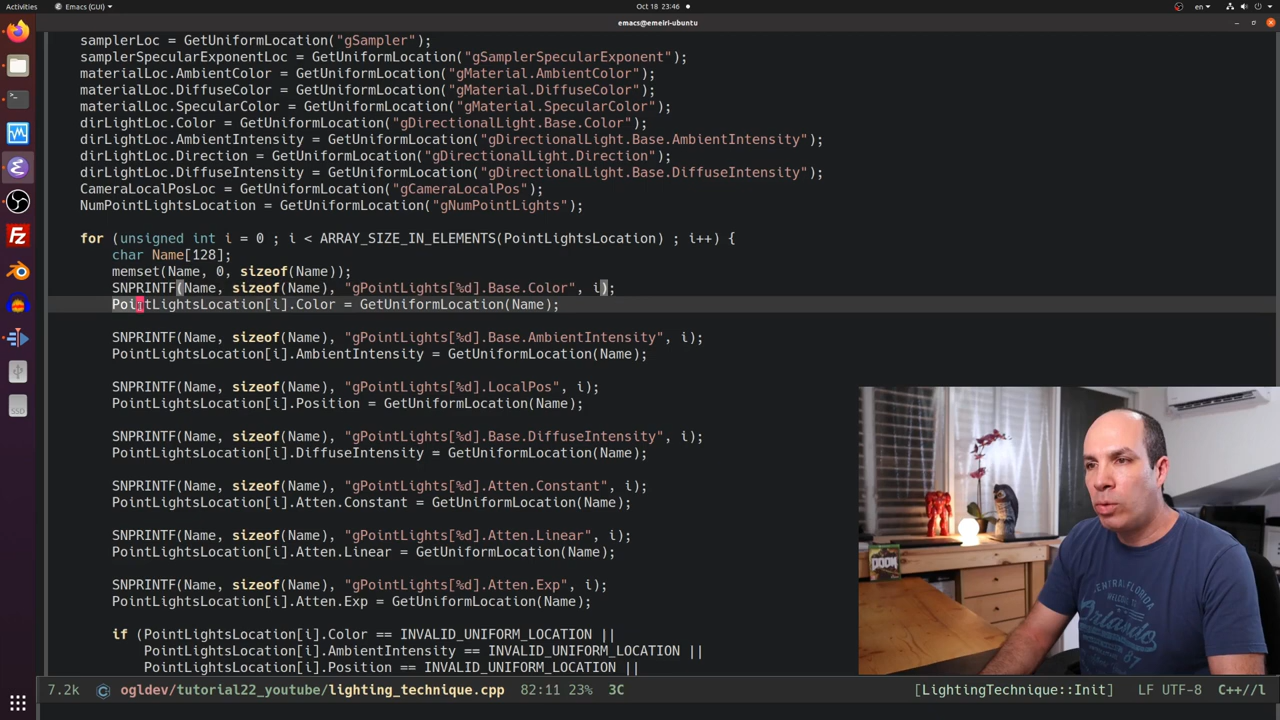 Activities
Emacs (GUI)
Oct 18 23:46
en
emacs@emeiri-ubuntu
samplerLoc = GetUniformLocation("gSampler");
samplerSpecularExponentLoc = GetUniformLocation("gSamplerSpecularExponent");
materialLoc.AmbientColor = GetUniformLocation("gMaterial.AmbientColor");
materialLoc.DiffuseColor = GetUniformLocation("gMaterial.DiffuseColor");
materialLoc.SpecularColor = GetUniformLocation("gMaterial.SpecularColor");
dirLightLoc.Color = GetUniformLocation("gDirectionalLight.Base.Color");
dirLightLoc.AmbientIntensity = GetUniformLocation("gDirectionalLight.Base.AmbientIntensity");
dirLightLoc.Direction = GetUniformLocation("gDirectionalLight.Direction");
dirLightLoc.DiffuseIntensity = GetUniformLocation("gDirectionalLight.Base.DiffuseIntensity");
CameraLocalPosLoc = GetUniformLocation("gCameraLocalPos");
NumPointLightsLocation = GetUniformLocation("gNumPointLights");
for (unsigned int i = 0 ; i < ARRAY_SIZE_IN_ELEMENTS(PointLightsLocation) ; i++) {
char Name[128];
memset(Name, 0, sizeof(Name));
SNPRINTF(Name, sizeof(Name), "gPointLights[%d].Base.Color", i);
PointLightsLocation[i].Color = GetUniformLocation(Name);
SNPRINTF(Name, sizeof(Name), "gPointLights[%d].Base.AmbientIntensity", i);
PointLightsLocation[i].AmbientIntensity = GetUniformLocation(Name);
SNPRINTF(Name, sizeof(Name), "gPointLights[%d].LocalPos", i);
PointLightsLocation[i].Position = GetUniformLocation(Name);
SNPRINTF(Name, sizeof(Name), "gPointLights[%d].Base.DiffuseIntensity", i);
PointLightsLocation[i].DiffuseIntensity = GetUniformLocation(Name);
SNPRINTF(Name, sizeof(Name), "gPointLights[%d].Atten.Constant", i);
PointLightsLocation[i].Atten.Constant = GetUniformLocation(Name);
SNPRINTF(Name, sizeof(Name), "gPointLights[%d].Atten.Linear", i);
PointLightsLocation[i].Atten.Linear = GetUniformLocation(Name);
SNPRINTF(Name, sizeof(Name), "gPointLights[%d].Atten.Exp", i);
PointLightsLocation[i].Atten.Exp = GetUniformLocation(Name);
if (PointLightsLocation[i].Color == INVALID_UNIFORM_LOCATION ||
PointLightsLocation[i].AmbientIntensity == INVALID_UNIFORM_LOCATION ||
PointLightsLocation[i].Position == INVALID_UNIFORM_LOCATION ||
7.2k ogldev/tutorial22_youtube/lighting_technique.cpp 82:11 23% 3C [LightingTechnique::Init] LF UTF-8 C++//l
DOOM
CENTRAL FLORIDA
Orlando
87
SSD